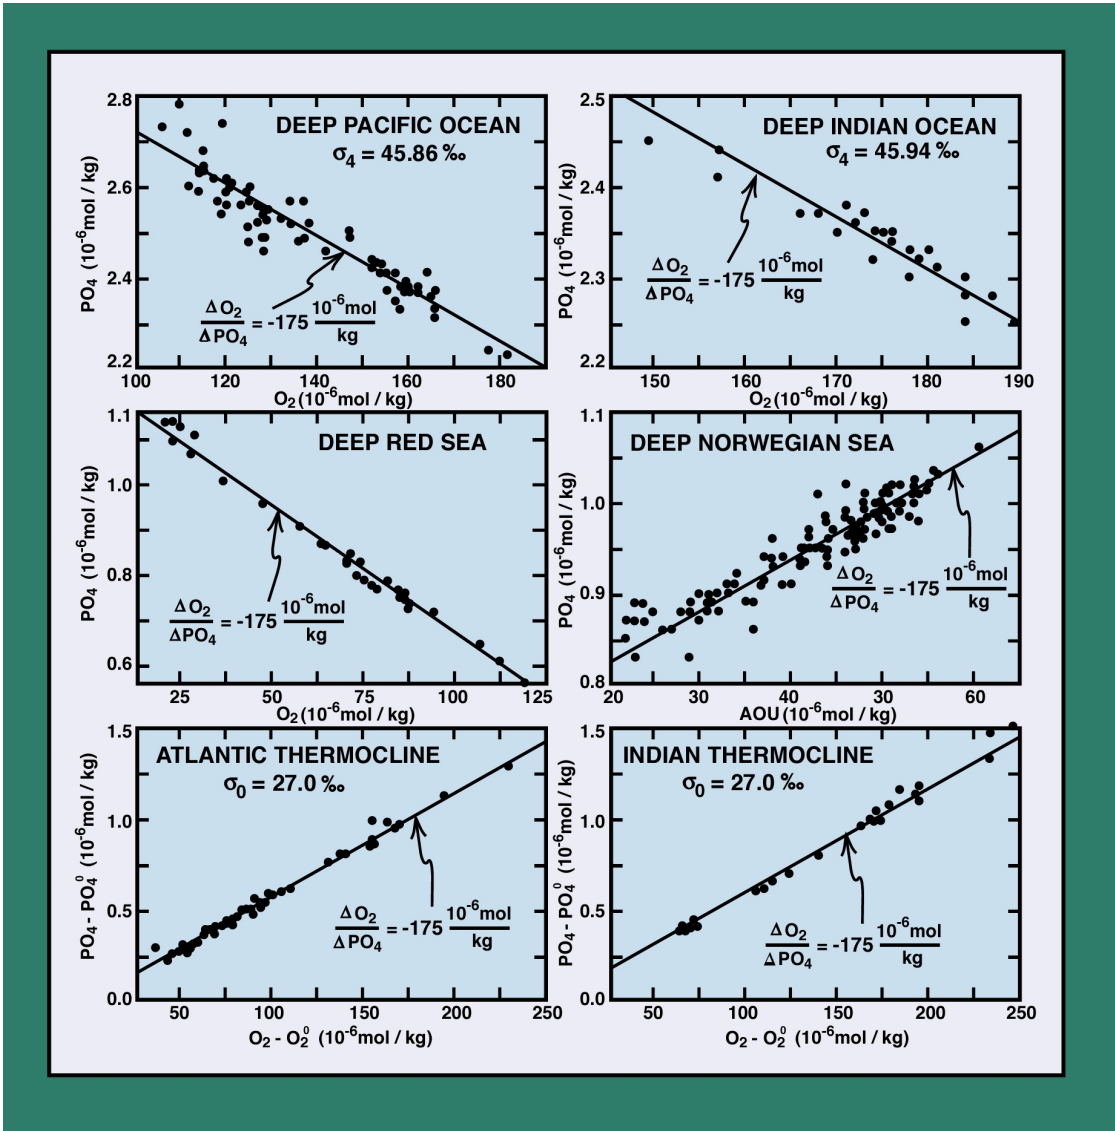 DEEP PACIFIC OCEAN
σ4 = 45.86 ‰
PO4 (10-6mol / kg)
2.8
2.6
2.4
2.2
ΔO2
ΔPO4
= -175
10-6mol
kg
100 120 140 160 180
O2 (10-6mol / kg)
DEEP INDIAN OCEAN
σ4 = 45.94 ‰
PO4 (10-6mol / kg)
2.5
2.4
2.3
2.2
ΔO2
ΔPO4
= -175
10-6mol
kg
150 160 170 180 190
O2 (10-6mol / kg)
DEEP RED SEA
PO4 (10-6mol / kg)
1.1
1.0
0.8
0.6
ΔO2
ΔPO4
= -175
10-6mol
kg
25 50 75 100 125
O2 (10-6mol / kg)
DEEP NORWEGIAN SEA
PO4 (10-6mol / kg)
1.1
1.0
0.9
0.8
ΔO2
ΔPO4
= -175
10-6mol
kg
20 30 40 30 60
AOU (10-6mol / kg)
ATLANTIC THERMOCLINE
σ0 = 27.0 ‰
PO4 - PO40 (10-6mol / kg)
1.5
1.0
0.5
0.0
ΔO2
ΔPO4
= -175
10-6mol
kg
50 100 150 200 250
O2 - O20 (10-6mol / kg)
INDIAN THERMOCLINE
σ0 = 27.0 ‰
PO4 - PO40 (10-6mol / kg)
1.5
1.0
0.5
0.0
ΔO2
ΔPO4
= -175
10-6mol
kg
50 100 150 200 250
O2 - O20 (10-6mol / kg)